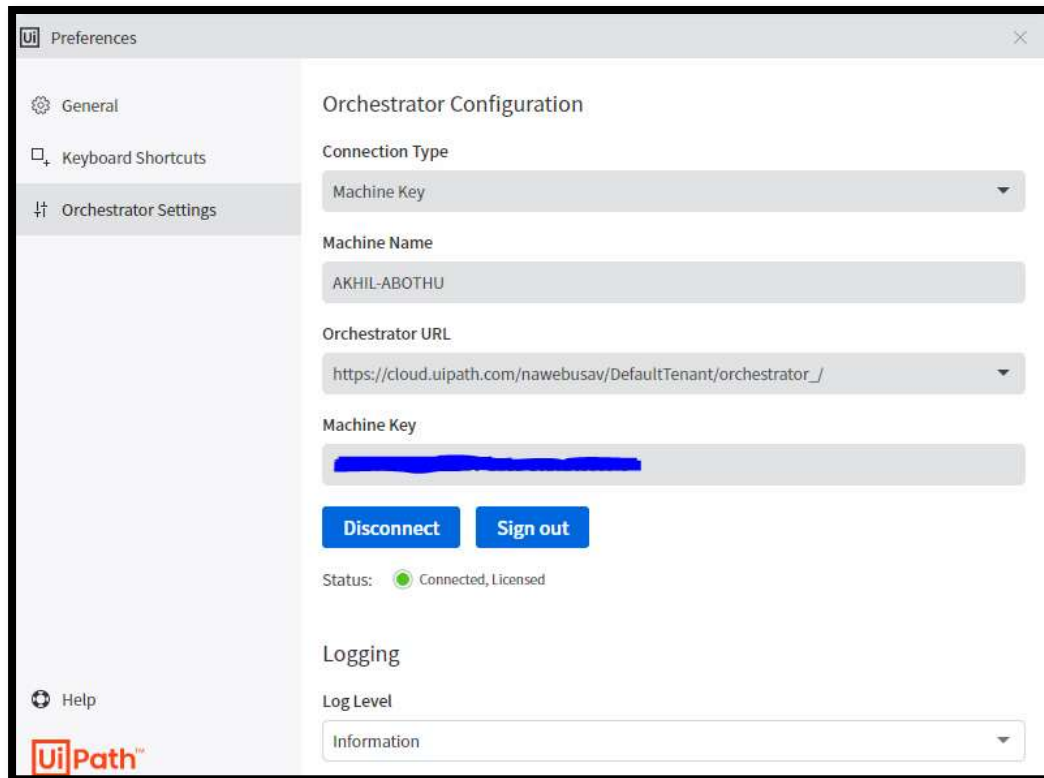 Ui Preferences
General
Keyboard Shortcuts
Orchestrator Settings
Help
UiPath™
Orchestrator Configuration
Connection Type
Machine Key
Machine Name
AKHIL-ABOTHU
Orchestrator URL
https://cloud.uipath.com/nawebusav/DefaultTenant/orchestrator_/
Machine Key
Disconnect Sign out
Status: Connected, Licensed
Logging
Log Level
Information